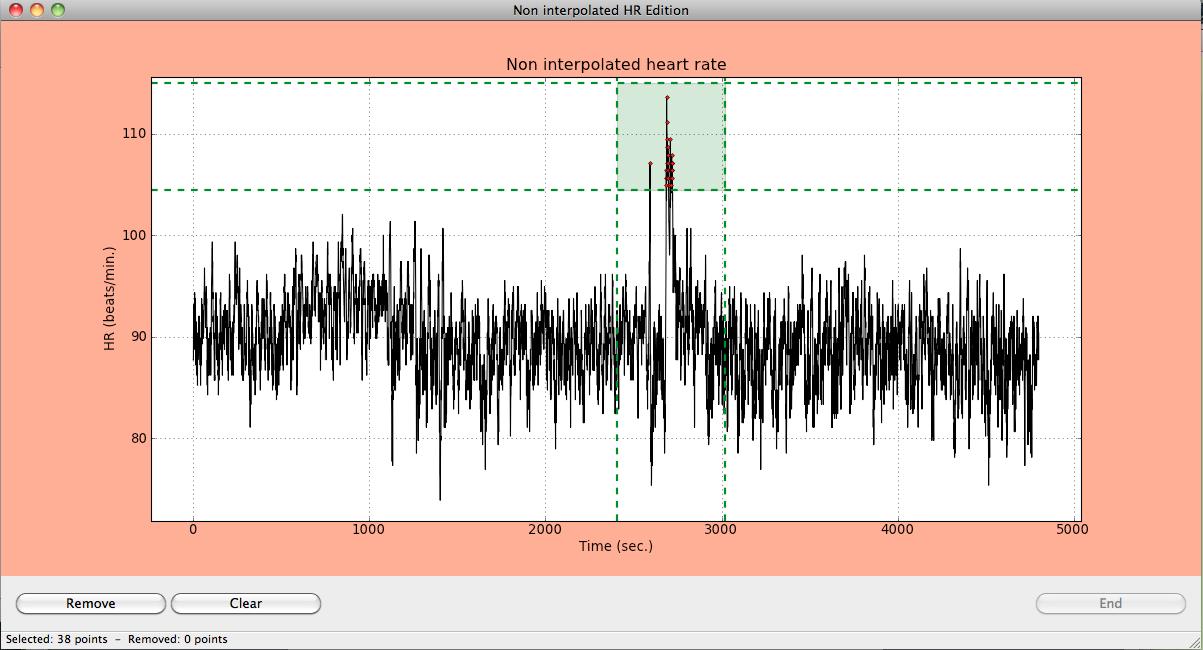 Non interpolated HR Edition
Non interpolated heart rate
110
100
90
80
HR (beats/min.)
0 1000 2000 3000 4000 5000
Time (sec.)
Remove Clear End
Selected: 38 points – Removed: 0 points